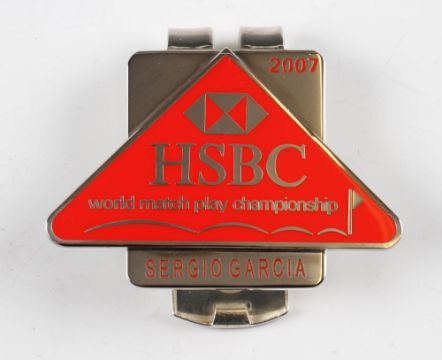 2007
HSBC
world match play championship
SERGIO GARCIA